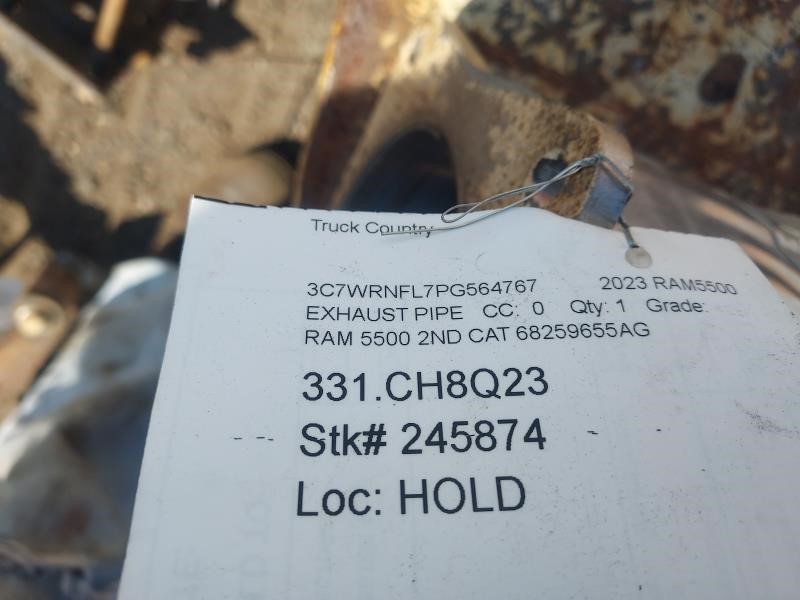 Truck Country
3C7WRNFL7PG564767 2023 RAM5500
EXHAUST PIPE CC: 0 Qty: 1 Grade:
RAM 5500 2ND CAT 68259655AG
331.CH8Q23
Stk# 245874
Loc: HOLD